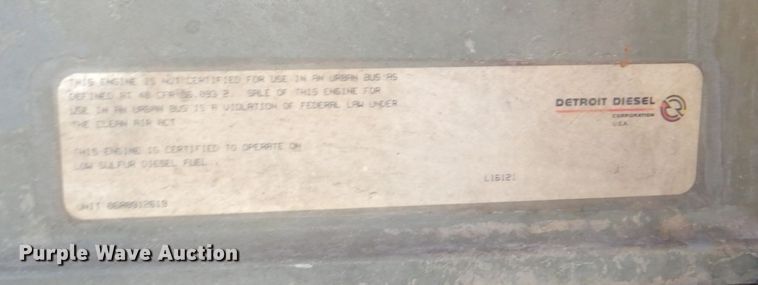 THIS ENGINE IS NOT CERTIFIED FOR USE IN AN URBAN BUS AS
DEFINED AT 40 CFR 86.093 2. SALE OF THIS ENGINE FOR
USE IN AN URBAN BUS IS A VIOLATION OF FEDERAL LAW UNDER
THE CLEAN AIR ACT
DETROIT DIESEL
CORPORATION
U.S.A.
THIS ENGINE IS CERTIFIED TO OPERATE ON
LOW SULFUR DIESEL FUEL.
L16121
UNIT
Purple Wave Auction